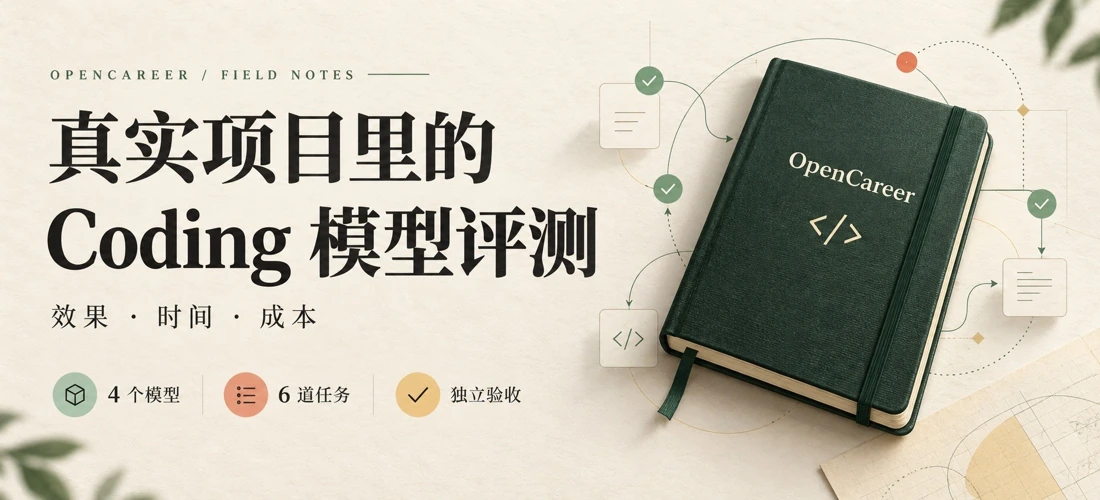 OPENCAREER / FIELD NOTES
真实项目里的
Coding 模型评测
效果 · 时间 · 成本
4 个模型
6 道任务
独立验收
OpenCareer
</>
</>